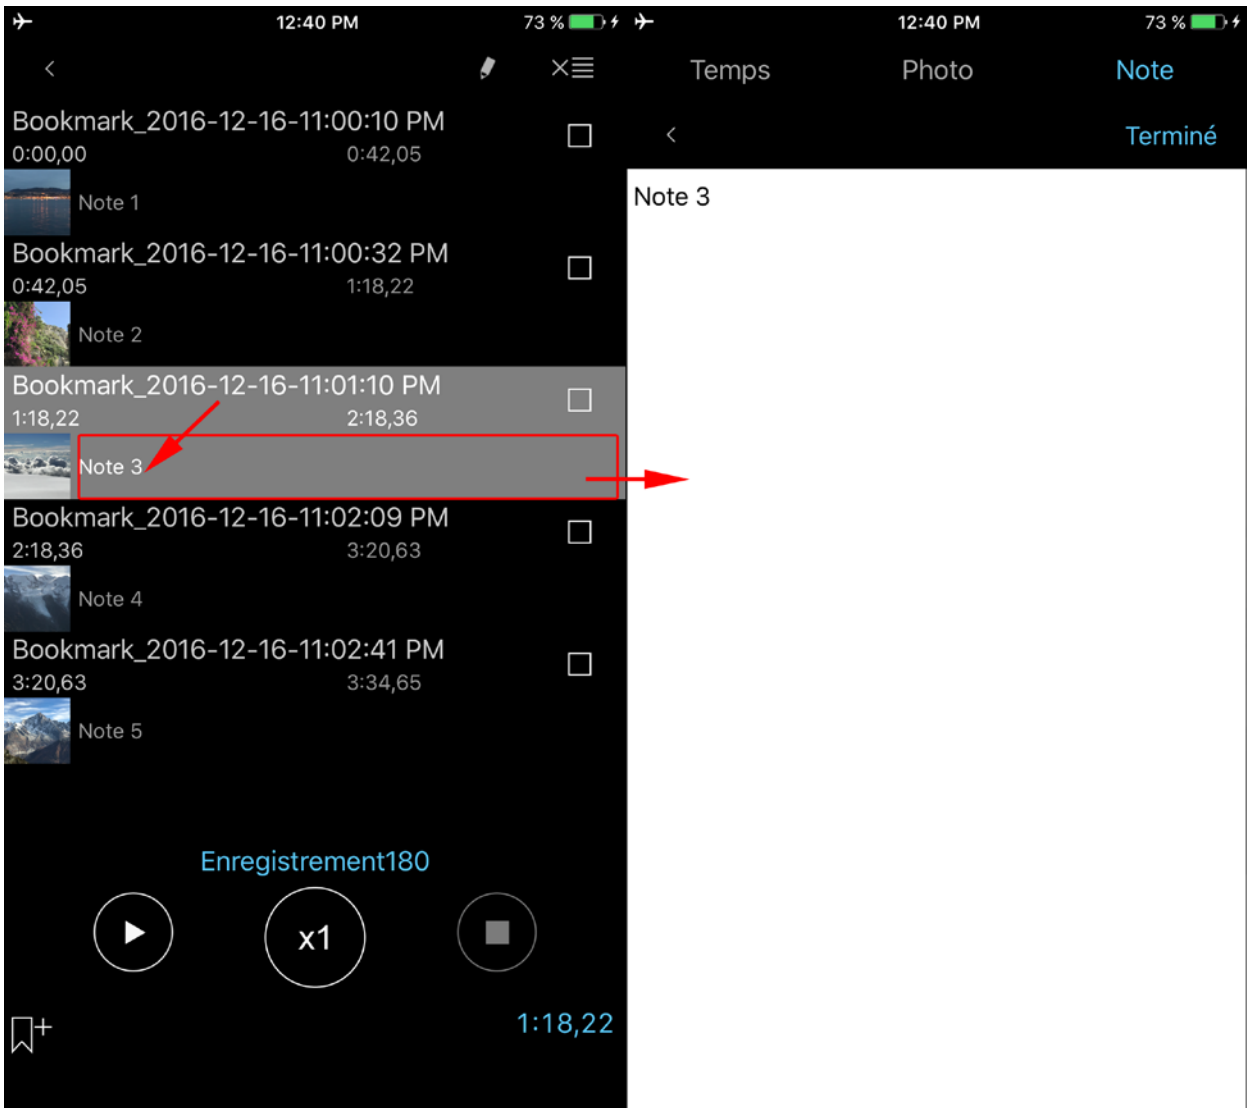 12:40 PM
73 %
Bookmark_2016-12-16-11:00:10 PM
0:00,00 0:42,05
Note 1
Bookmark_2016-12-16-11:00:32 PM
0:42,05 1:18,22
Note 2
Bookmark_2016-12-16-11:01:10 PM
1:18,22 2:18,36
Note 3
Bookmark_2016-12-16-11:02:09 PM
2:18,36 3:20,63
Note 4
Bookmark_2016-12-16-11:02:41 PM
3:20,63 3:34,65
Note 5
Enregistrement180
x1
1:18,22
12:40 PM
73 %
Temps Photo Note
Terminé
Note 3